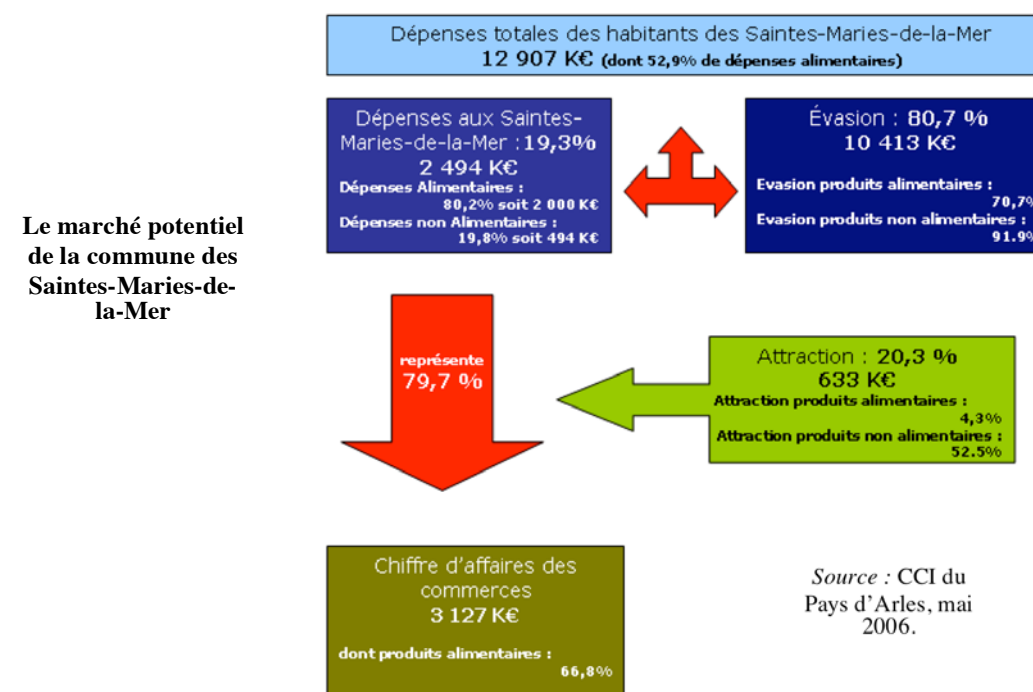 Dépenses totales des habitants des Saintes-Maries-de-la-Mer
12 907 K€ (dont 52,9% de dépenses alimentaires)
Dépenses aux Saintes-
Maries-de-la-Mer : 19,3%
2 494 K€
Dépenses Alimentaires :
80,2% soit 2 000 K€
Dépenses non Alimentaires :
19,8% soit 494 K€
Évasion : 80,7 %
10 413 K€
Evasion produits alimentaires :
70,7%
Evasion produits non alimentaires :
91.9%
Le marché potentiel
de la commune des
Saintes-Maries-de-
la-Mer
représente
79,7 %
Attraction : 20,3 %
633 K€
Attraction produits alimentaires :
4,3%
Attraction produits non alimentaires :
52.5%
Chiffre d'affaires des
commerces
3 127 K€
dont produits alimentaires :
66,8%
Source : CCI du
Pays d'Arles, mai
2006.